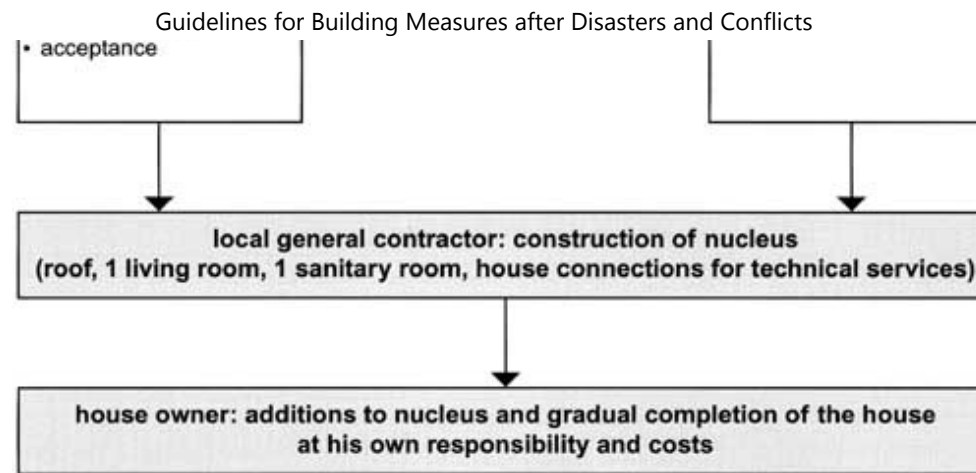 Guidelines for Building Measures after Disasters and Conflicts
• acceptance
local general contractor: construction of nucleus
(roof, 1 living room, 1 sanitary room, house connections for technical services)
house owner: additions to nucleus and gradual completion of the house
at his own responsibility and costs